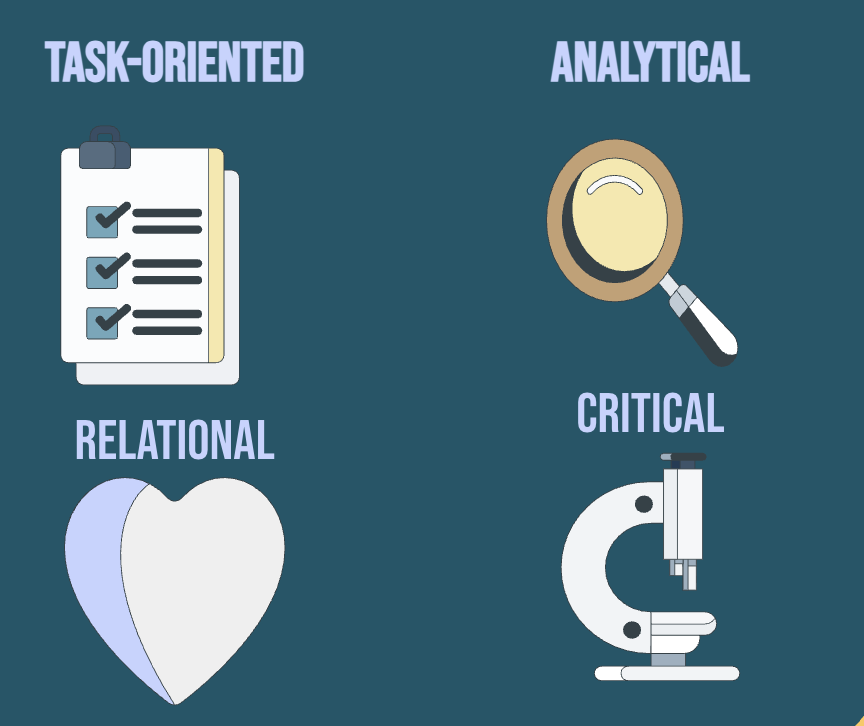 TASK-ORIENTED
ANALYTICAL
RELATIONAL
CRITICAL